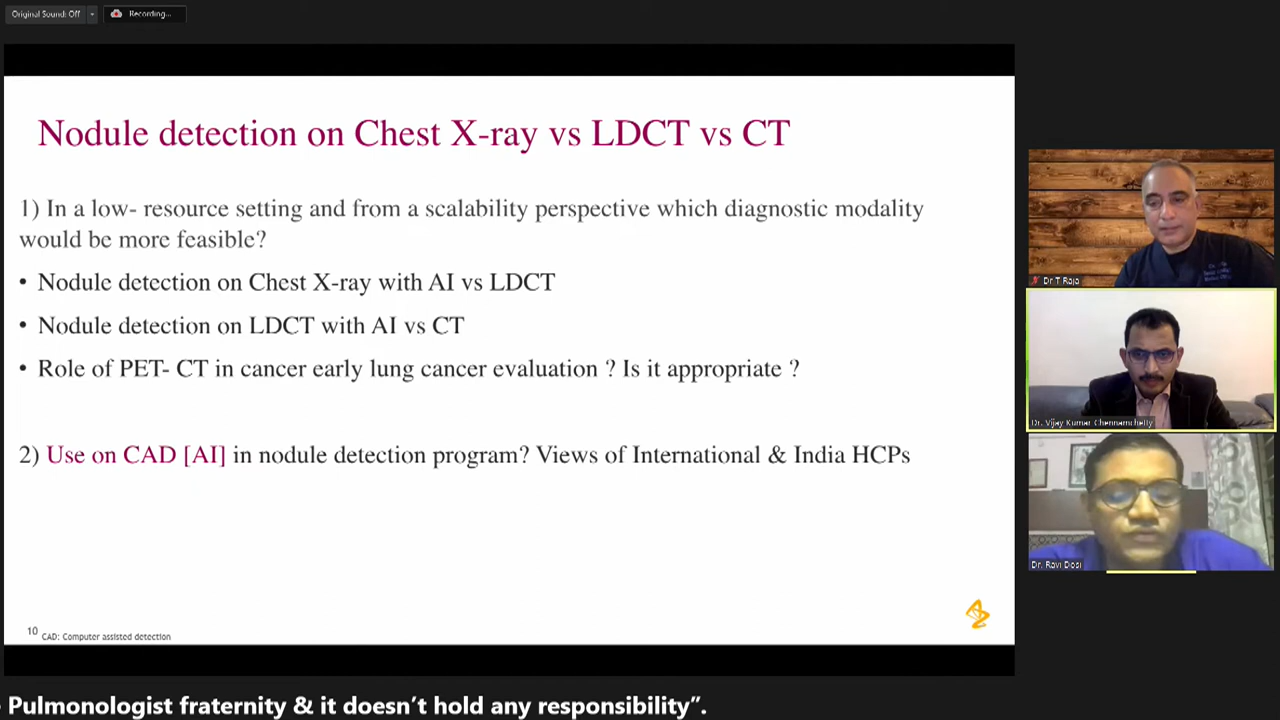 Original Sound: Off
Recording...
Nodule detection on Chest X-ray vs LDCT vs CT
1) In a low- resource setting and from a scalability perspective which diagnostic modality
would be more feasible?
• Nodule detection on Chest X-ray with AI vs LDCT
• Nodule detection on LDCT with AI vs CT
• Role of PET- CT in cancer early lung cancer evaluation ? Is it appropriate ?
2) Use on CAD [AI] in nodule detection program? Views of International & India HCPs
10 CAD: Computer assisted detection
Dr T Raja
Dr. Vijay Kumar Chennamchetty
Dr. Ravi Dosi
Pulmonologist fraternity & it doesn’t hold any responsibility”.